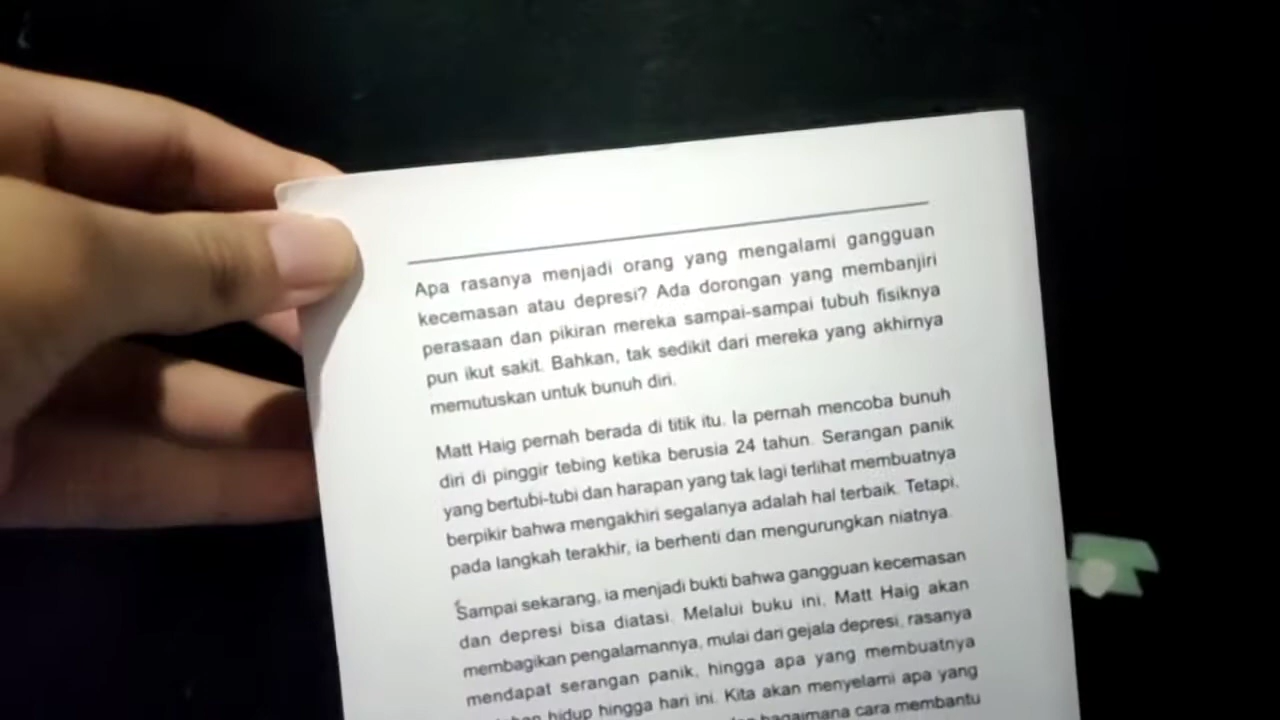 Apa rasanya menjadi orang yang mengalami gangguan
kecemasan atau depresi? Ada dorongan yang membanjiri
perasaan dan pikiran mereka sampai-sampai tubuh fisiknya
pun ikut sakit. Bahkan, tak sedikit dari mereka yang akhirnya
memutuskan untuk bunuh diri.
Matt Haig pernah berada di titik itu. Ia pernah mencoba bunuh
diri di pinggir tebing ketika berusia 24 tahun. Serangan panik
yang bertubi-tubi dan harapan yang tak lagi terlihat membuatnya
berpikir bahwa mengakhiri segalanya adalah hal terbaik. Tetapi,
pada langkah terakhir, ia berhenti dan mengurungkan niatnya.
Sampai sekarang, ia menjadi bukti bahwa gangguan kecemasan
dan depresi bisa diatasi. Melalui buku ini, Matt Haig akan
membagikan pengalamannya, mulai dari gejala depresi, rasanya
mendapat serangan panik, hingga apa yang membuatnya
hidup hingga hari ini. Kita akan menyelami apa yang
bagaimana cara membantu